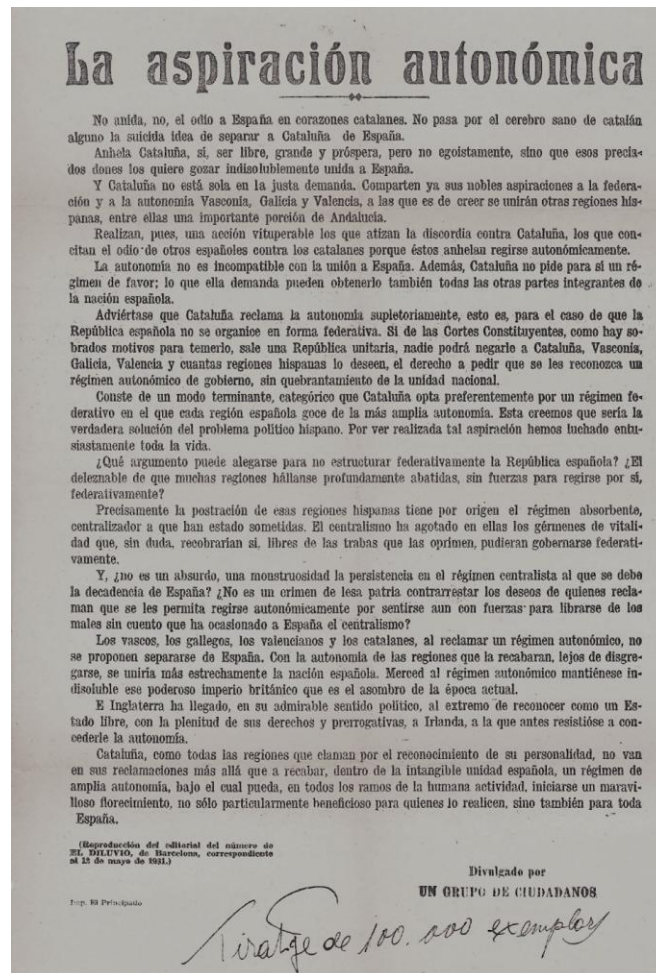 La aspiración autonómica
No anida, no, el odio a España en corazones catalanes. No pasa por el cerebro sano de catalán
alguno la suicida idea de separar a Cataluña de España.
Anhela Cataluña, si, ser libre, grande y próspera, pero no egoistamente, sino que esos precia-
dos dones los quiere gozar indisolublemente unida a España.
Y Cataluña no está sola en la justa demanda. Comparten ya sus nobles aspiraciones a la federa-
ción y a la autonomía Vasconia, Galicia y Valencia, a las que es de creer se unirán otras regiones his-
panas, entre ellas una importante porción de Andalucía.
Realizan, pues, una acción vituperable los que atizan la discordia contra Cataluña, los que con-
citan el odio de otros españoles contra los catalanes porque éstos anhelan regirse autonómicamente.
La autonomía no es incompatible con la unión a España. Además, Cataluña no pide para sí un ré-
gimen de favor; lo que ella demanda pueden obtenerlo también todas las otras partes integrantes de
la nación española.
Adviértase que Cataluña reclama la autonomía supletoriamente, esto es, para el caso de que la
República española no se organice en forma federativa. Si de las Cortes Constituyentes, como hay so-
brados motivos para temerlo, sale una República unitaria, nadie podrá negarle a Cataluña, Vasconia,
Galicia, Valencia y cuantas regiones hispanas lo deseen, el derecho a pedir que se les reconozca un
régimen autonómico de gobierno, sin quebrantamiento de la unidad nacional.
Conste de un modo terminante, categórico que Cataluña opta preferentemente por un régimen fe-
derativo en el que cada región española goce de la más amplia autonomía. Esta creemos que sería la
verdadera solución del problema político hispano. Por ver realizada tal aspiración hemos luchado entu-
siastamente toda la vida.
¿Qué argumento puede alegarse para no estructurar federativamente la República española? ¿El
deleznable de que muchas regiones hállanse profundamente abatidas, sin fuerzas para regirse por sí,
federativamente?
Precisamente la postración de esas regiones hispanas tiene por origen el régimen absorbente,
centralizador a que han estado sometidas. El centralismo ha agotado en ellas los gérmenes de vitali-
dad que, sin duda, recobrarian si, libres de las trabas que las oprimen, pudieran gobernarse federati-
vamente.
Y, ¿no es un absurdo, una monstruosidad la persistencia en el régimen centralista al que se debe
la decadencia de España? ¿No es un crimen de lesa patria contrarrestar los deseos de quienes recla-
man que se les permita regirse autonómicamente por sentirse aun con fuerzas para librarse de los
males sin cuento que ha ocasionado a España el centralismo?
Los vascos, los gallegos, los valencianos y los catalanes, al reclamar un régimen autonómico, no
se proponen separarse de España. Con la autonomía de las regiones que la recabaran, lejos de disgre-
garse, se uniría más estrechamente la nación española. Merced al régimen autonómico mantiénese in-
disoluble ese poderoso imperio británico que es el asombro de la época actual.
E Inglaterra ha llegado, en su admirable sentido político, al extremo de reconocer como un Es-
tado libre, con la plenitud de sus derechos y prerrogativas, a Irlanda, a la que antes resistióse a con-
cederle la autonomía.
Cataluña, como todas las regiones que claman por el reconocimiento de su personalidad, no van
en sus reclamaciones más allá que a recabar, dentro de la intangible unidad española, un régimen de
amplia autonomía, bajo el cual pueda, en todos los ramos de la humana actividad, iniciarse un maravi-
lloso florecimiento, no sólo particularmente beneficioso para quienes lo realicen, sino también para toda
España.
(Reproducción del editorial del número de
EL DILUVIO, de Barcelona, correspondiente
al 12 de mayo de 1931.)
Divulgado por
UN GRUPO DE CIUDADANOS
Imp. El Principado
Tiratge de 100.000 exemplars